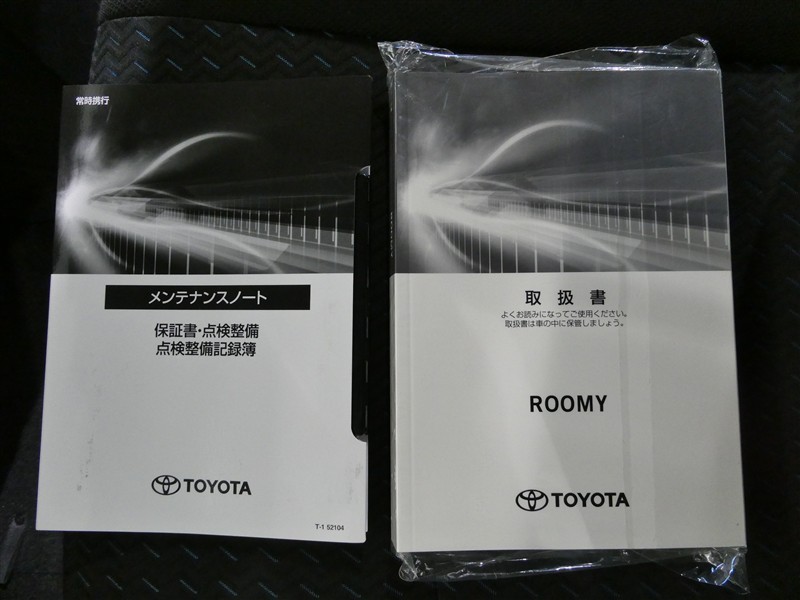 常時携行
メンテナンスノート
保証書・点検整備
点検整備記録簿
TOYOTA
T-1 52104
取扱書
よくお読みになってご使用ください。
取扱書は車の中に保管しましょう。
ROOMY
TOYOTA